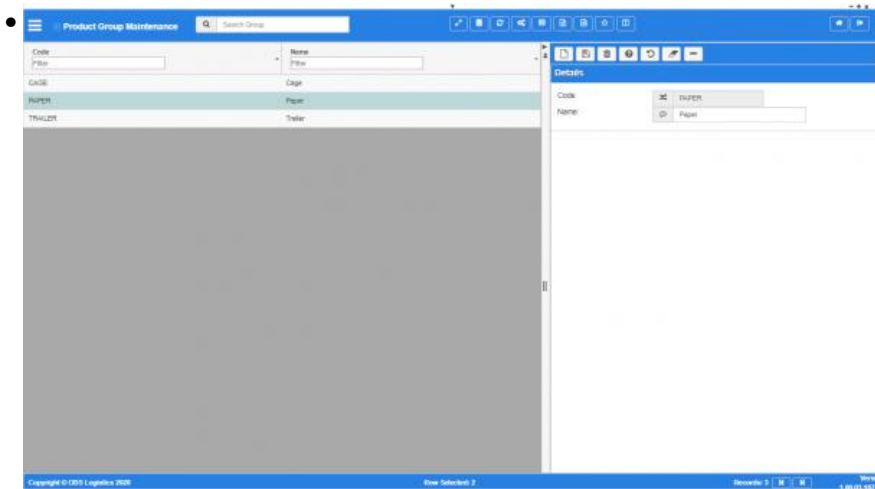 Product Group Maintenance
Search Group
Code
Name
Filter
Filter
CAGE
Cage
PAPER
Paper
TRAILER
Trailer
Details
Code:
PAPER
Name:
Paper
Copyright © OBS Logistics 2020
Row Selected: 2
Records: 3